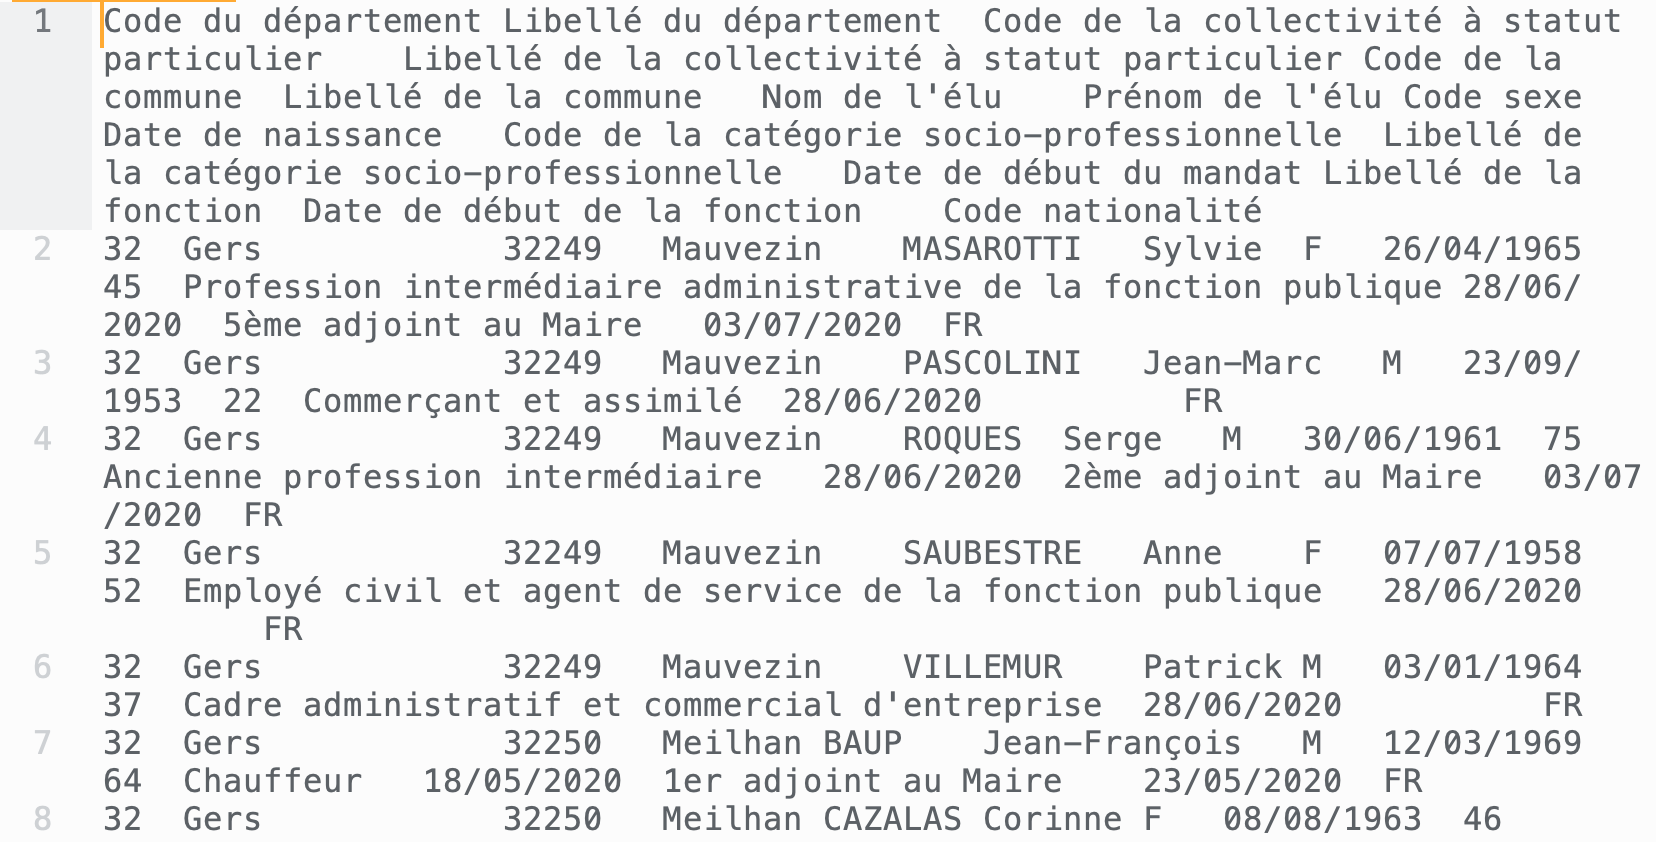 1 Code du département Libellé du département Code de la collectivité à statut
particulier Libellé de la collectivité à statut particulier Code de la
commune Libellé de la commune Nom de l'élu Prénom de l'élu Code sexe
Date de naissance Code de la catégorie socio-professionnelle Libellé de
la catégorie socio-professionnelle Date de début du mandat Libellé de la
fonction Date de début de la fonction Code nationalité
2 32 Gers 32249 Mauvezin MASAROTTI Sylvie F 26/04/1965
45 Profession intermédiaire administrative de la fonction publique 28/06/
2020 5ème adjoint au Maire 03/07/2020 FR
3 32 Gers 32249 Mauvezin PASCOLINI Jean-Marc M 23/09/
1953 22 Commerçant et assimilé 28/06/2020 FR
4 32 Gers 32249 Mauvezin ROQUES Serge M 30/06/1961 75
Ancienne profession intermédiaire 28/06/2020 2ème adjoint au Maire 03/07
/2020 FR
5 32 Gers 32249 Mauvezin SAUBESTRE Anne F 07/07/1958
52 Employé civil et agent de service de la fonction publique 28/06/2020
FR
6 32 Gers 32249 Mauvezin VILLEMUR Patrick M 03/01/1964
37 Cadre administratif et commercial d'entreprise 28/06/2020 FR
7 32 Gers 32250 Meilhan BAUP Jean-François M 12/03/1969
64 Chauffeur 18/05/2020 1er adjoint au Maire 23/05/2020 FR
8 32 Gers 32250 Meilhan CAZALAS Corinne F 08/08/1963 46